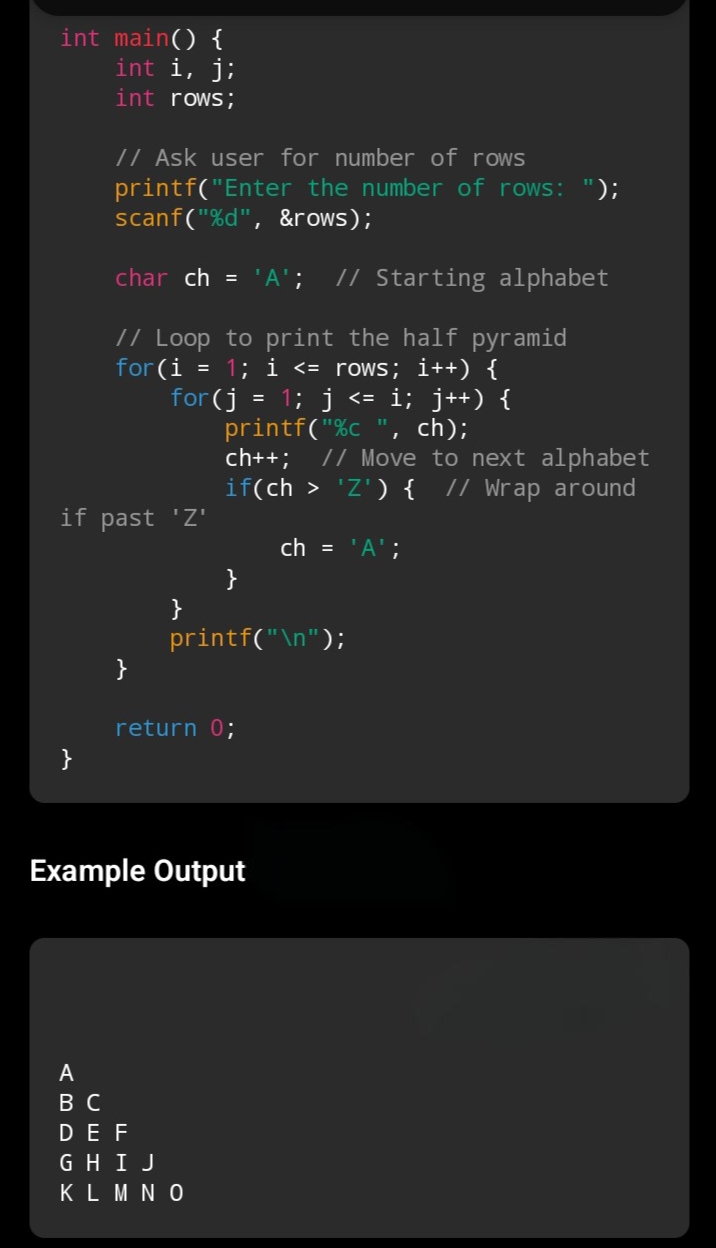 int main() {
    int i, j;
    int rows;
    // Ask user for number of rows
    printf("Enter the number of rows: ");
    scanf("%d", &rows);
    char ch = 'A';  // Starting alphabet
    // Loop to print the half pyramid
    for(i = 1; i <= rows; i++) {
        for(j = 1; j <= i; j++) {
            printf("%c ", ch);
            ch++;  // Move to next alphabet
            if(ch > 'Z') {  // Wrap around
if past 'Z'
                ch = 'A';
            }
        }
        printf("\n");
    }
    return 0;
}
Example Output
A
B C
D E F
G H I J
K L M N O